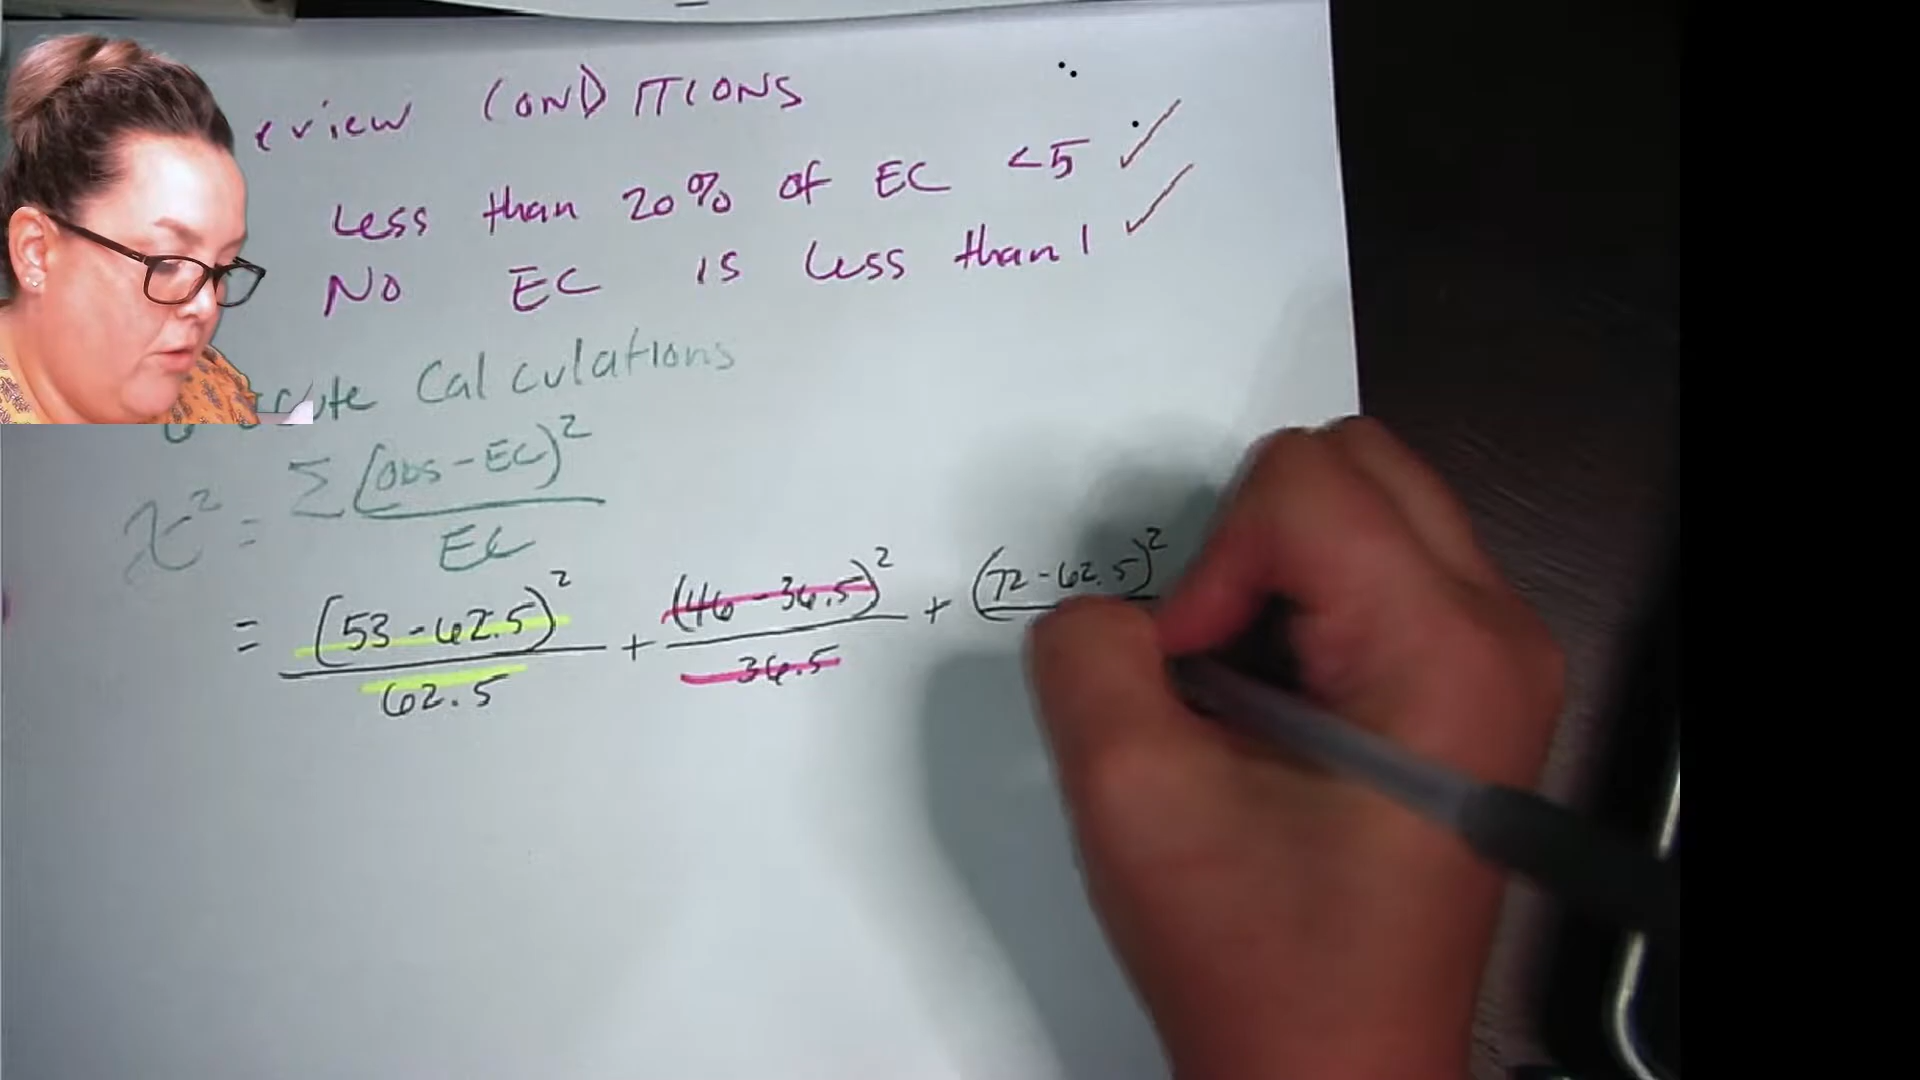 eview CONDITIONS
Less than 20% of EC <5 ✓
No EC is less than 1 ✓
cute Calculations
χ² = Σ(Obs-EC)²
EC
= (53-62.5)² + (46-36.5)² + (72-62.5)²
62.5 36.5